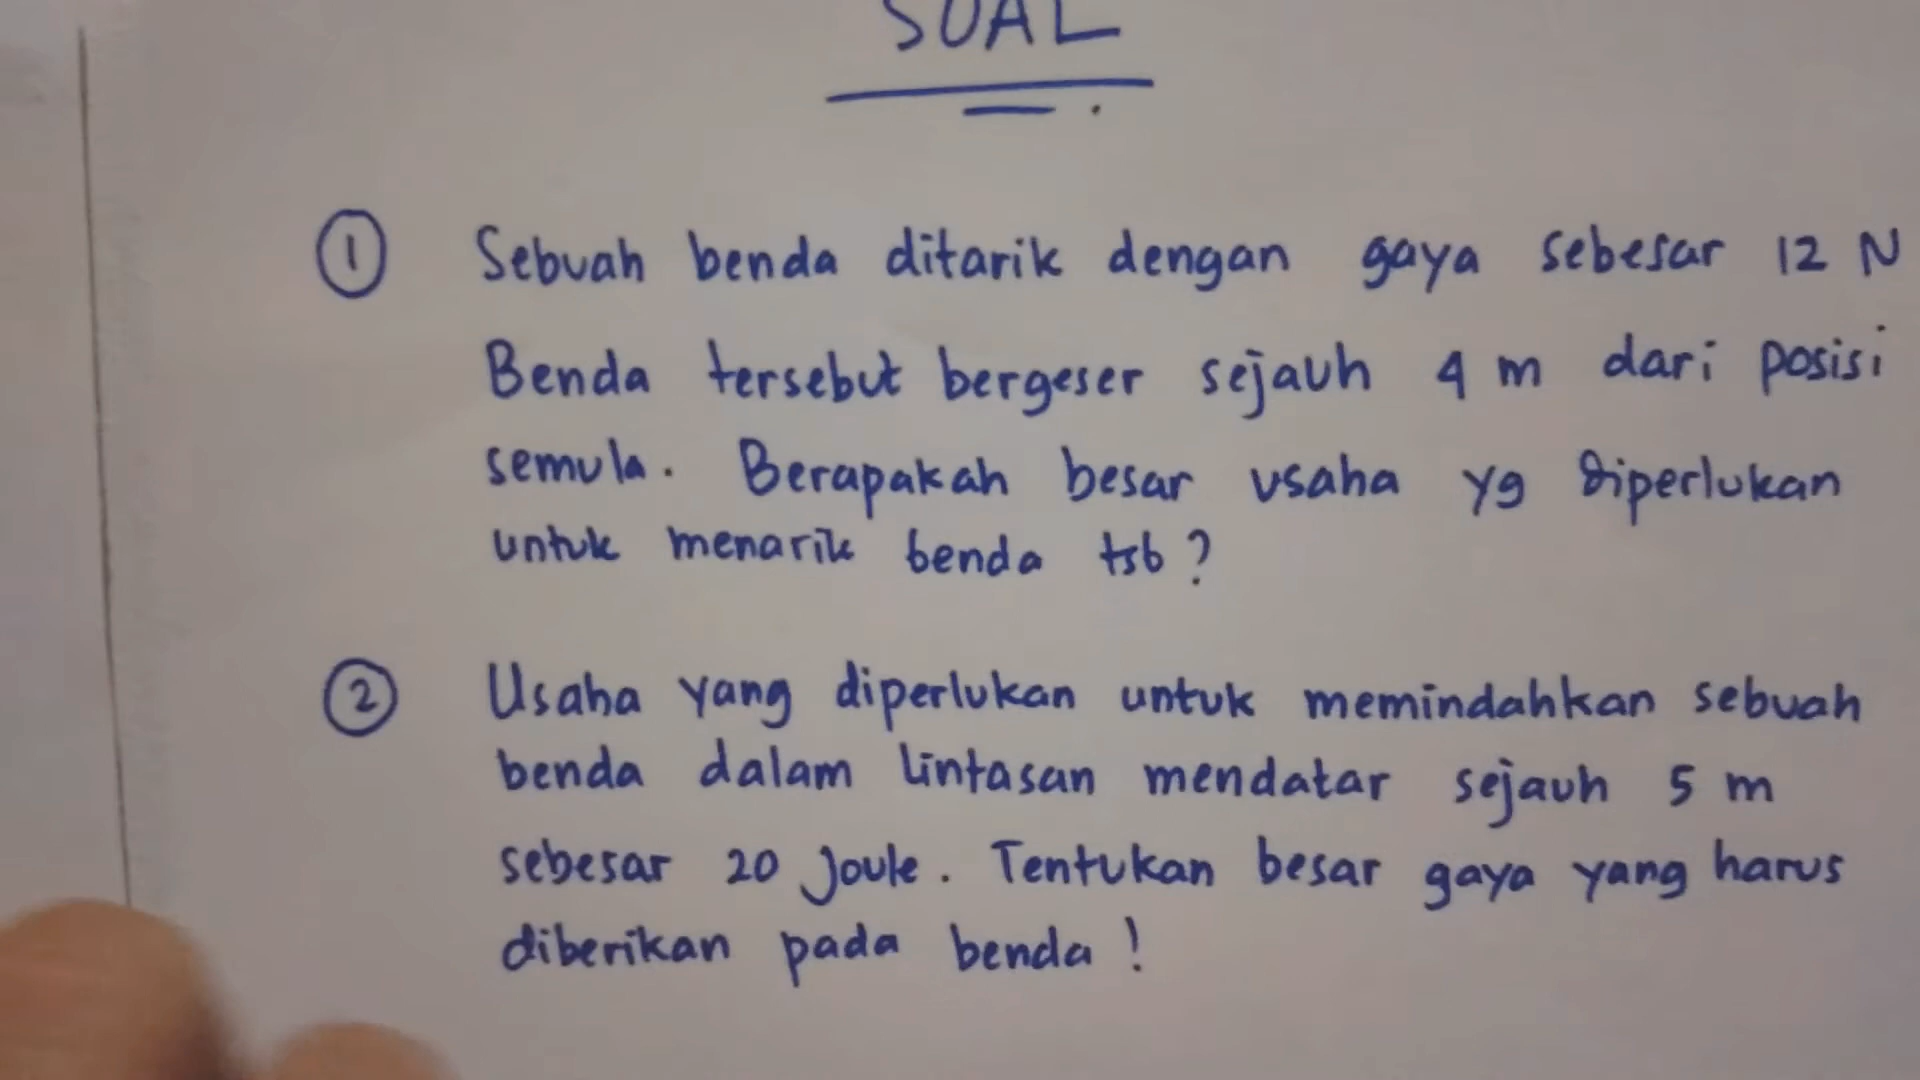 SOAL
① Sebuah benda ditarik dengan gaya sebesar 12 N
Benda tersebut bergeser sejauh 4 m dari posisi
semula. Berapakah besar usaha yg diperlukan
untuk menarik benda tsb?
② Usaha yang diperlukan untuk memindahkan sebuah
benda dalam lintasan mendatar sejauh 5 m
sebesar 20 Joule. Tentukan besar gaya yang harus
diberikan pada benda!